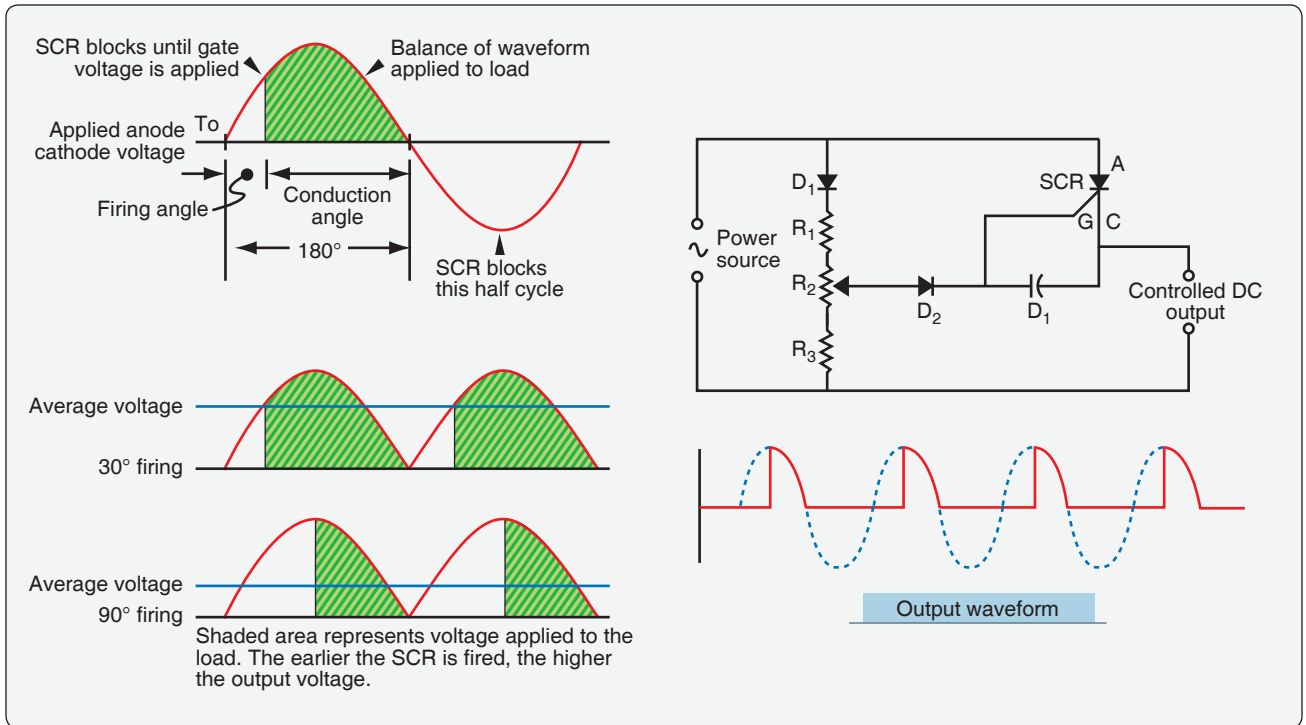 SCR blocks until gate
voltage is applied
Balance of waveform
applied to load
Applied anode
cathode voltage
To
Firing angle
Conduction
angle
180°
SCR blocks
this half cycle
Average voltage
30° firing
Average voltage
90° firing
Shaded area represents voltage applied to the
load. The earlier the SCR is fired, the higher
the output voltage.
Power
source
D1
R1
R2
R3
D2
D1
SCR
A
G
C
Controlled DC
output
Output waveform